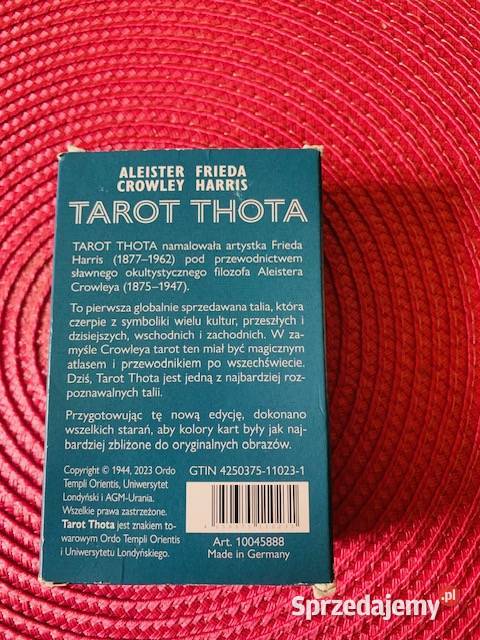 ALEISTER FRIEDA
CROWLEY HARRIS
TAROT THOTA
TAROT THOTA namalowała artystka Frieda
Harris (1877–1962) pod przewodnictwem
sławnego okultystycznego filozofa Aleistera
Crowleya (1875–1947).
To pierwsza globalnie sprzedawana talia, która
czerpie z symboliki wielu kultur, przeszłych i
dzisiejszych, wschodnich i zachodnich. W za-
myśle Crowleya tarot ten miał być magicznym
atlasem i przewodnikiem po wszechświecie.
Dziś, Tarot Thota jest jedną z najbardziej roz-
poznawalnych talii.
Przygotowując tę nową edycję, dokonano
wszelkich starań, aby kolory kart były jak naj-
bardziej zbliżone do oryginalnych obrazów.
Copyright © 1944, 2023 Ordo
Templi Orientis, Uniwersytet
Londyński i AGM-Urania.
Wszelkie prawa zastrzeżone.
Tarot Thota jest znakiem to-
warowym Ordo Templi Orientis
i Uniwersytetu Londyńskiego.
GTIN 4250375-11023-1
Art. 10045888
Made in Germany
Sprzedajemy.pl